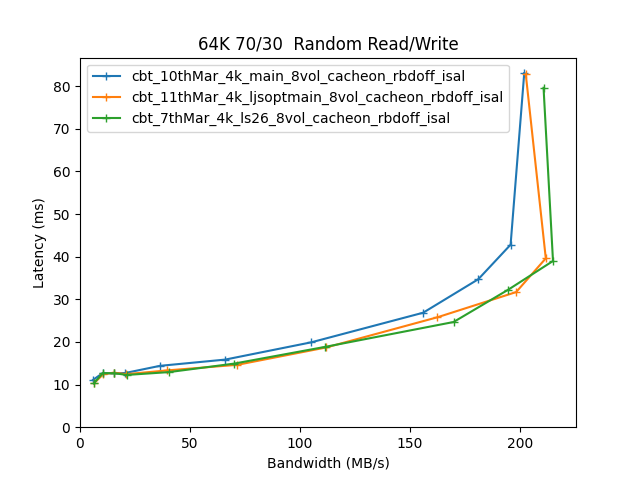 64K 70/30  Random Read/Write
cbt_10thMar_4k_main_8vol_cacheon_rbdoff_isal
cbt_11thMar_4k_ljsoptmain_8vol_cacheon_rbdoff_isal
cbt_7thMar_4k_ls26_8vol_cacheon_rbdoff_isal
80
70
60
50
40
30
20
10
0
Latency (ms)
0 50 100 150 200
Bandwidth (MB/s)